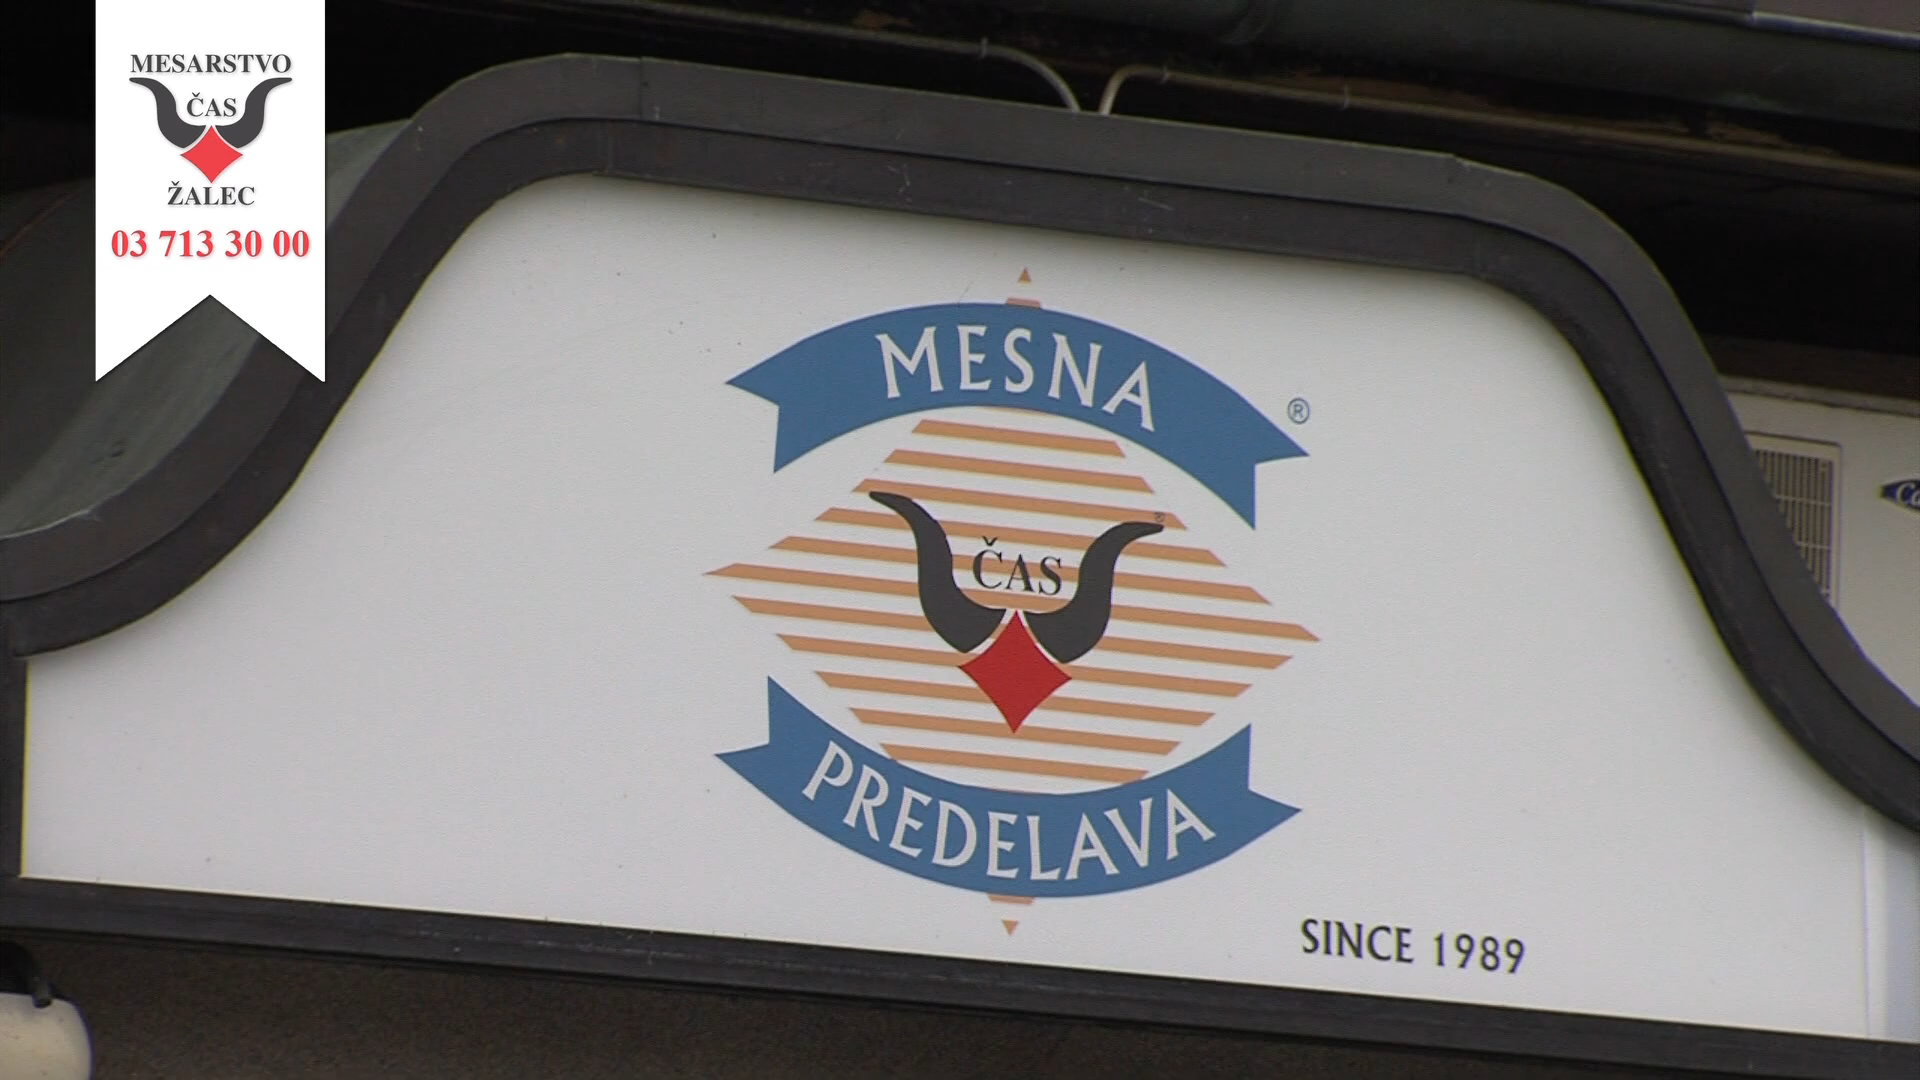 MESARSTVO
ČAS
ŽALEC
03 713 30 00
MESNA
®
ČAS
®
PREDELAVA
SINCE 1989